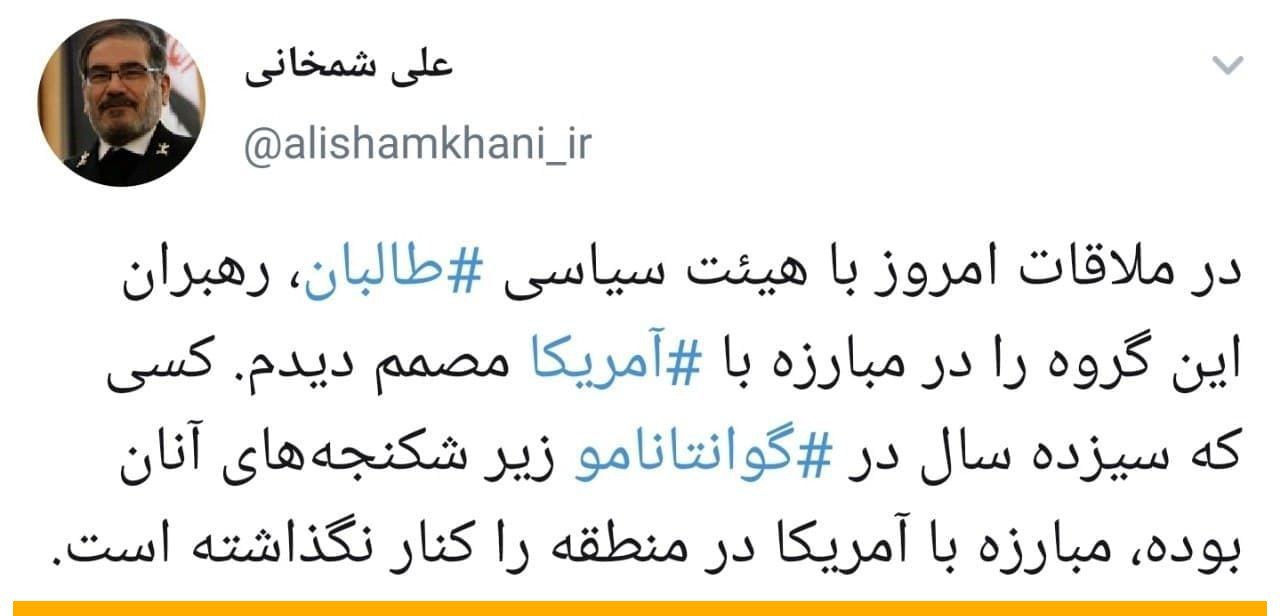 علی شمخانی
@alishamkhani_ir
در ملاقات امروز با هیئت سیاسی #طالبان، رهبران
این گروه را در مبارزه با #آمریکا مصمم دیدم. کسی
که سیزده سال در #گوانتانامو زیر شکنجه‌های آنان
بوده، مبارزه با آمریکا در منطقه را کنار نگذاشته است.